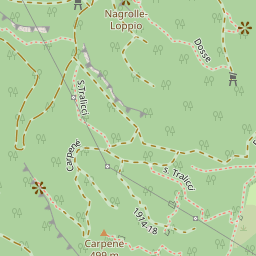 Nagrolle-
Loppio
Dosse
S.Tralicci
Carpene
S. Tralicci
1914-18
Carpene
499 m